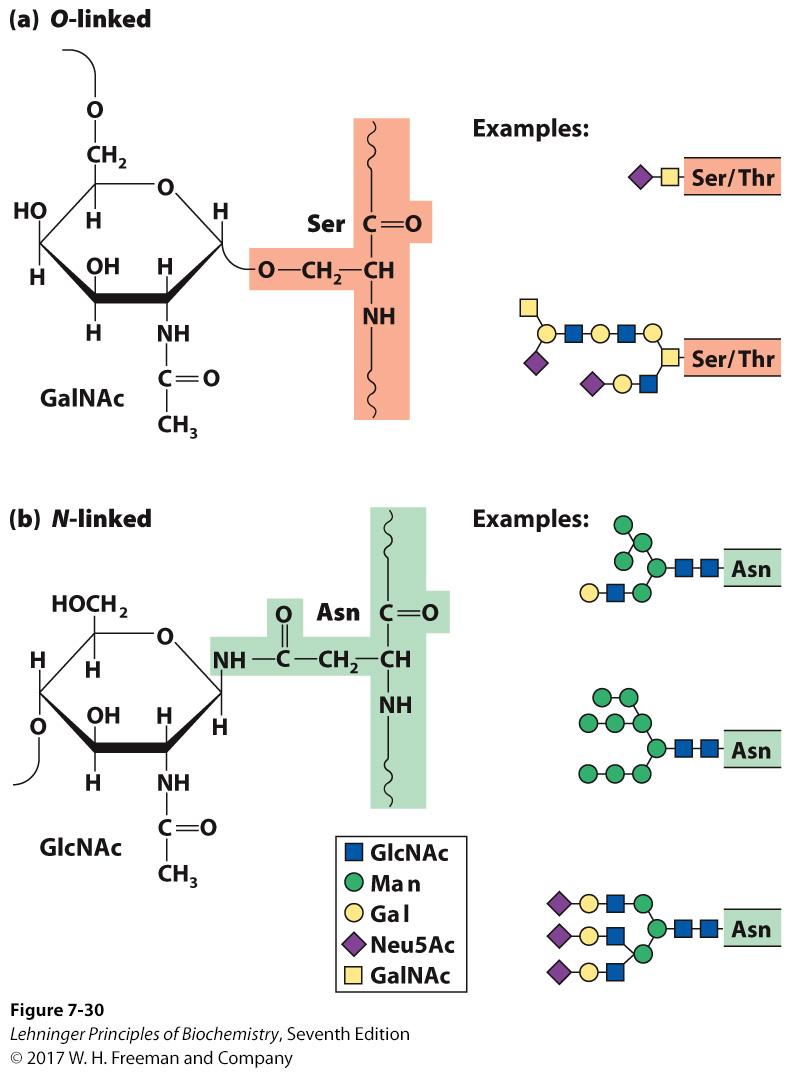 (a) O-linked
O
CH₂
O
HO
H
H
Ser
C=O
H
OH
H
O—CH₂—CH
H
NH
NH
C=O
GalNAc
CH₃
Examples:
Ser/Thr
Ser/Thr
(b) N-linked
HOCH₂
O
O
Asn
C=O
H
H
NH—C—CH₂—CH
O
OH
H
H
NH
H
NH
C=O
GlcNAc
CH₃
Examples:
Asn
Asn
Asn
GlcNAc
Man
Gal
Neu5Ac
GalNAc
Figure 7-30
Lehninger Principles of Biochemistry, Seventh Edition
© 2017 W. H. Freeman and Company